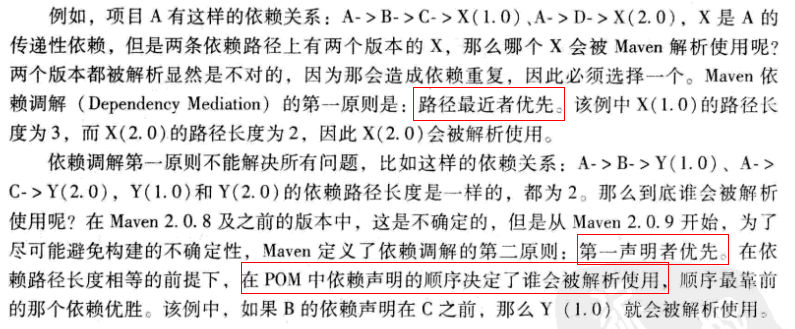 例如，项目 A 有这样的依赖关系：A->B->C->X(1.0)、A->D->X(2.0)，X 是 A 的
传递性依赖，但是两条依赖路径上有两个版本的 X，那么哪个 X 会被 Maven 解析使用呢？
两个版本都被解析显然是不对的，因为那会造成依赖重复，因此必须选择一个。Maven 依
赖调解（Dependency Mediation）的第一原则是：路径最近者优先。该例中 X(1.0)的路径长
度为 3，而 X(2.0)的路径长度为 2，因此 X(2.0)会被解析使用。
依赖调解第一原则不能解决所有问题，比如这样的依赖关系：A->B->Y(1.0)、A->
C->Y(2.0)，Y(1.0)和 Y(2.0)的依赖路径长度是一样的，都为 2。那么到底谁会被解析
使用呢？在 Maven 2.0.8 及之前的版本中，这是不确定的，但是从 Maven 2.0.9 开始，为了
尽可能避免构建的不确定性，Maven 定义了依赖调解的第二原则：第一声明者优先。在依
赖路径长度相等的前提下，在 POM 中依赖声明的顺序决定了谁会被解析使用，顺序最靠前
的那个依赖优胜。该例中，如果 B 的依赖声明在 C 之前，那么 Y（1.0）就会被解析使用。